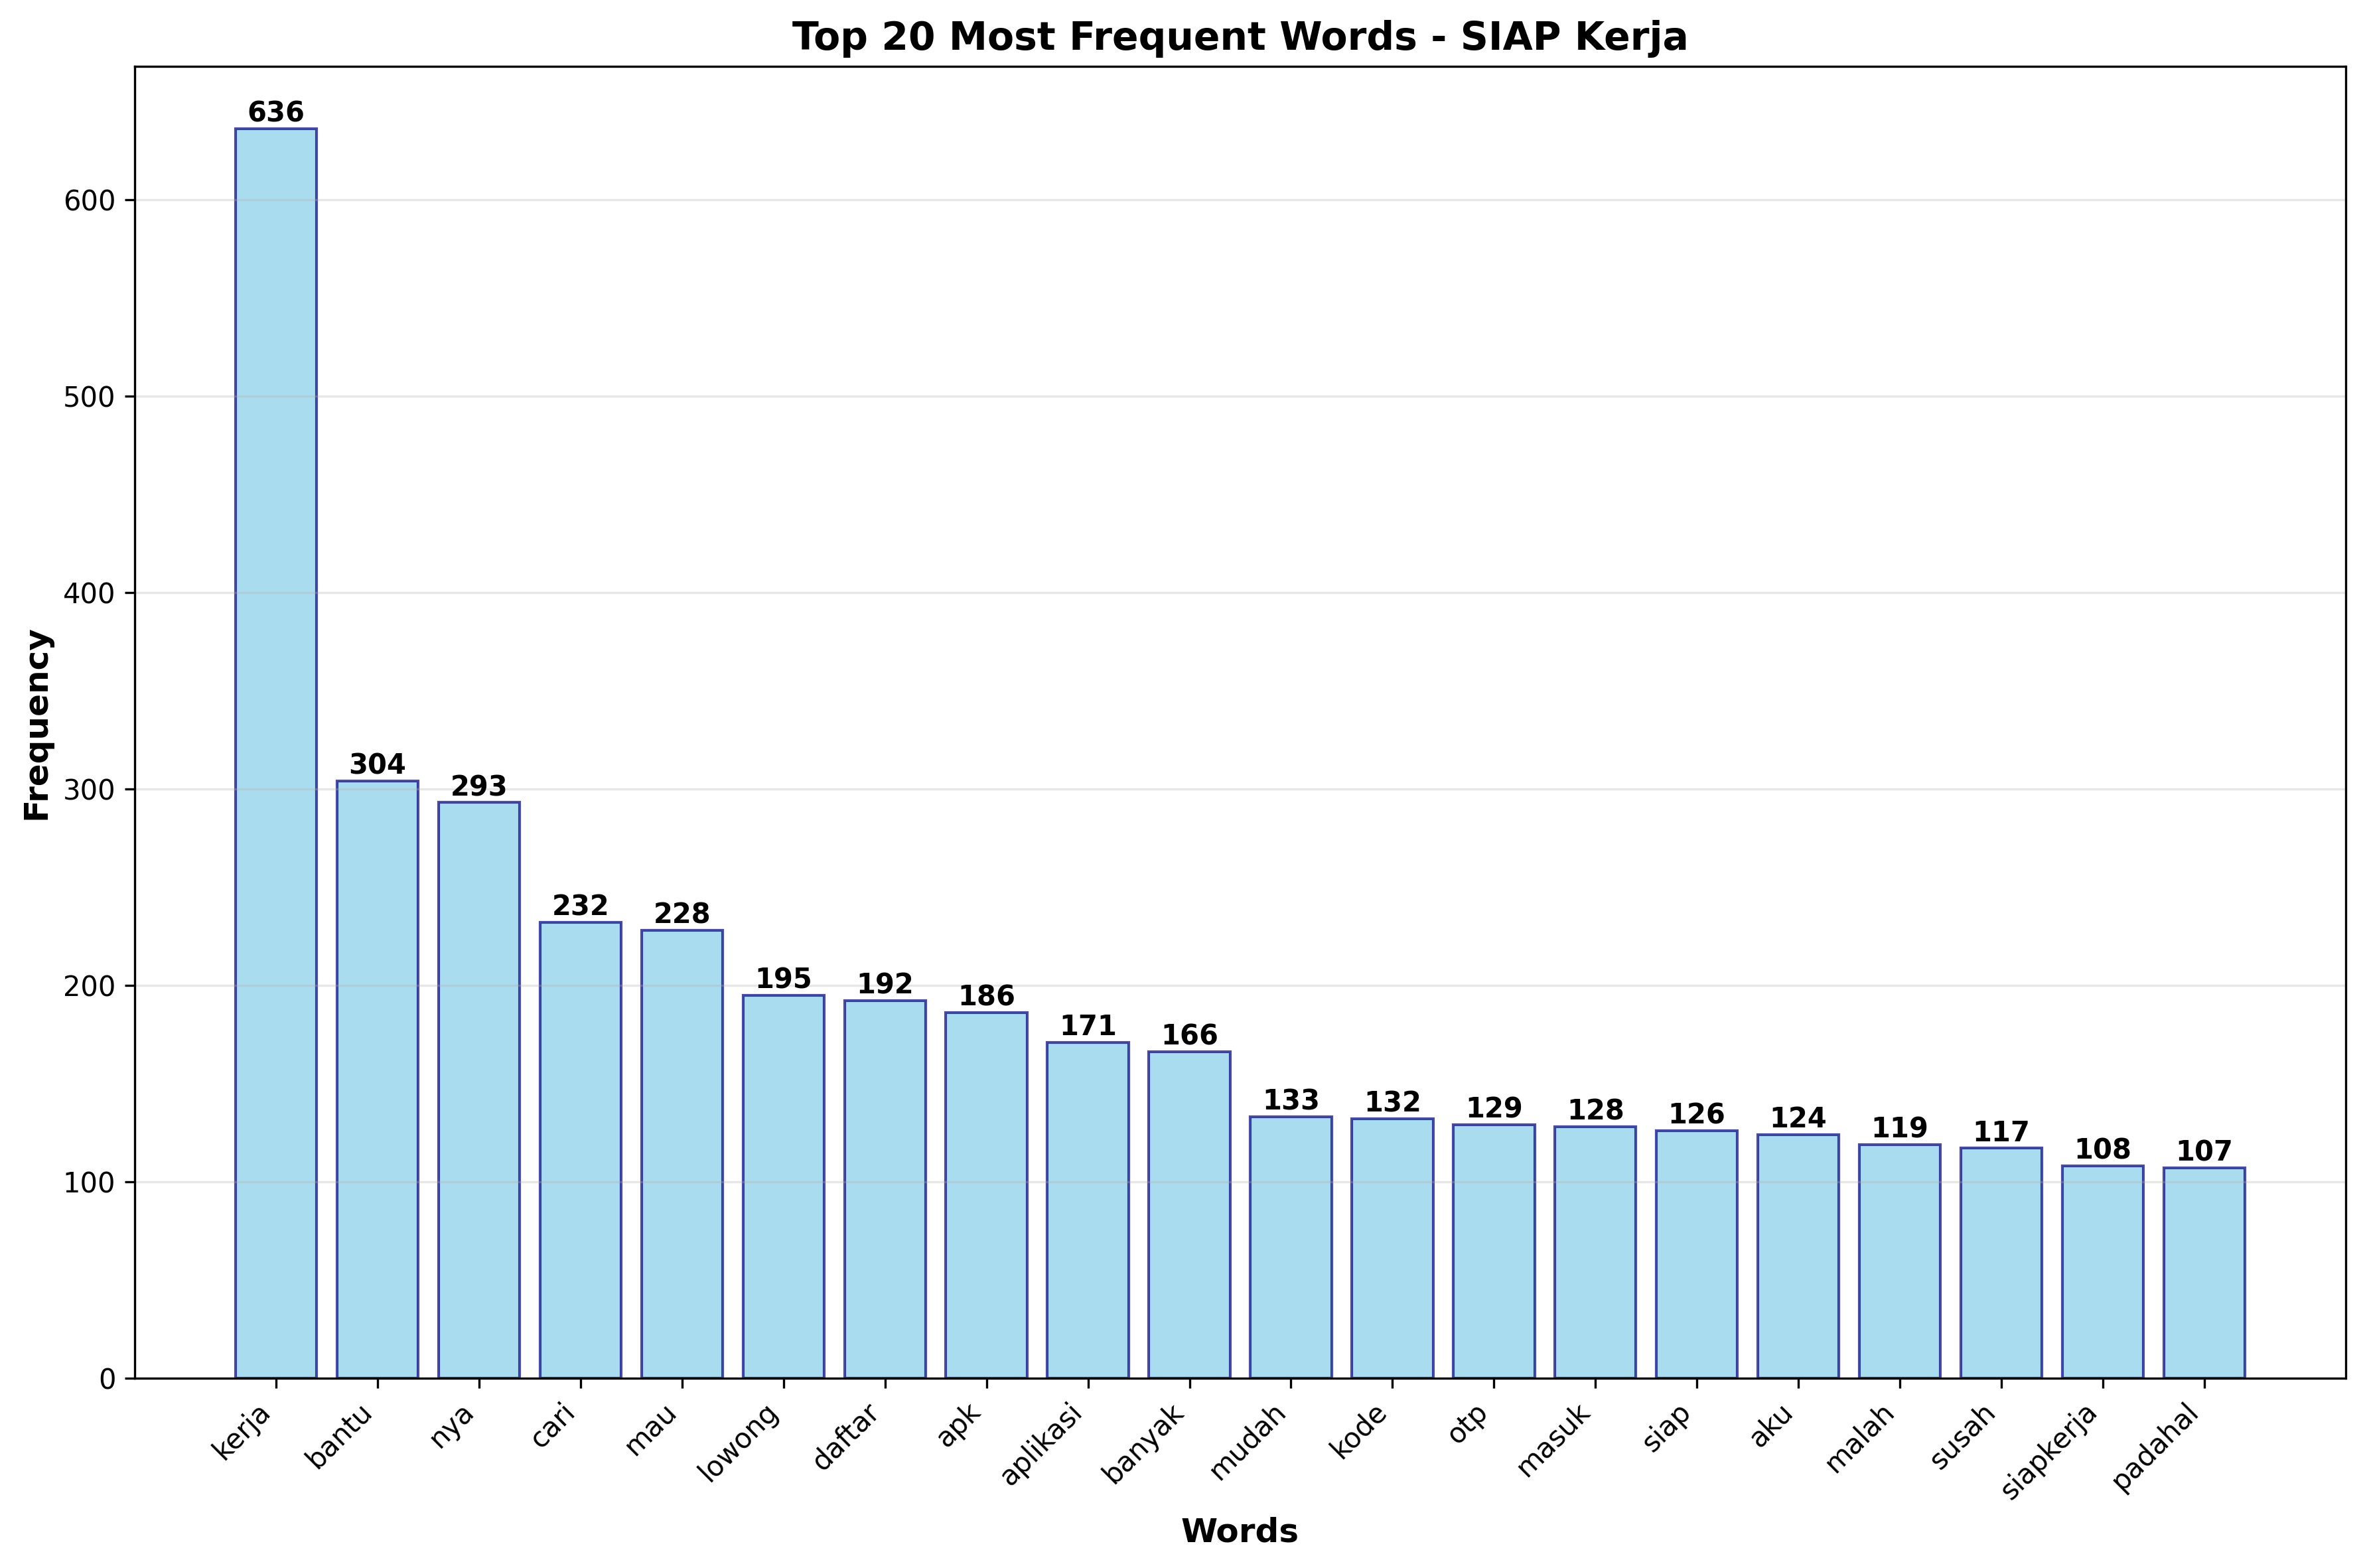 Top 20 Most Frequent Words - SIAP Kerja
Frequency
600
500
400
300
200
100
0
636
304
293
232
228
195
192
186
171
166
133
132
129
128
126
124
119
117
108
107
kerja
bantu
nya
cari
mau
lowong
daftar
apk
aplikasi
banyak
mudah
kode
otp
masuk
siap
aku
malah
susah
siapkerja
padahal
Words